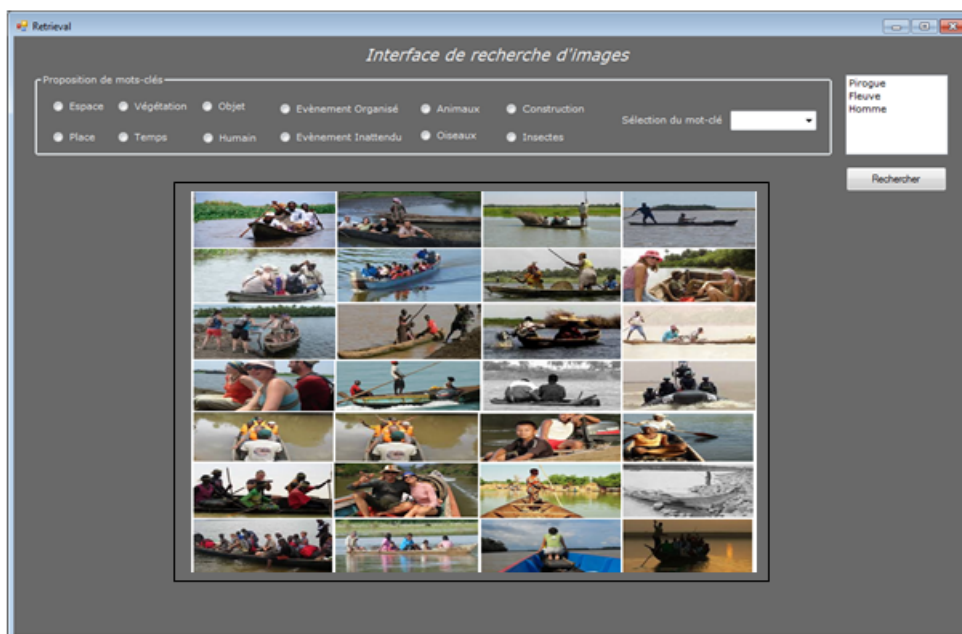 Retrieval
Interface de recherche d'images
Proposition de mots-clés
Espace Végétation Objet Evènement Organisé Animaux Construction
Place Temps Humain Evènement Inattendu Oiseaux Insectes
Sélection du mot-clé
Pirogue
Fleuve
Homme
Rechercher